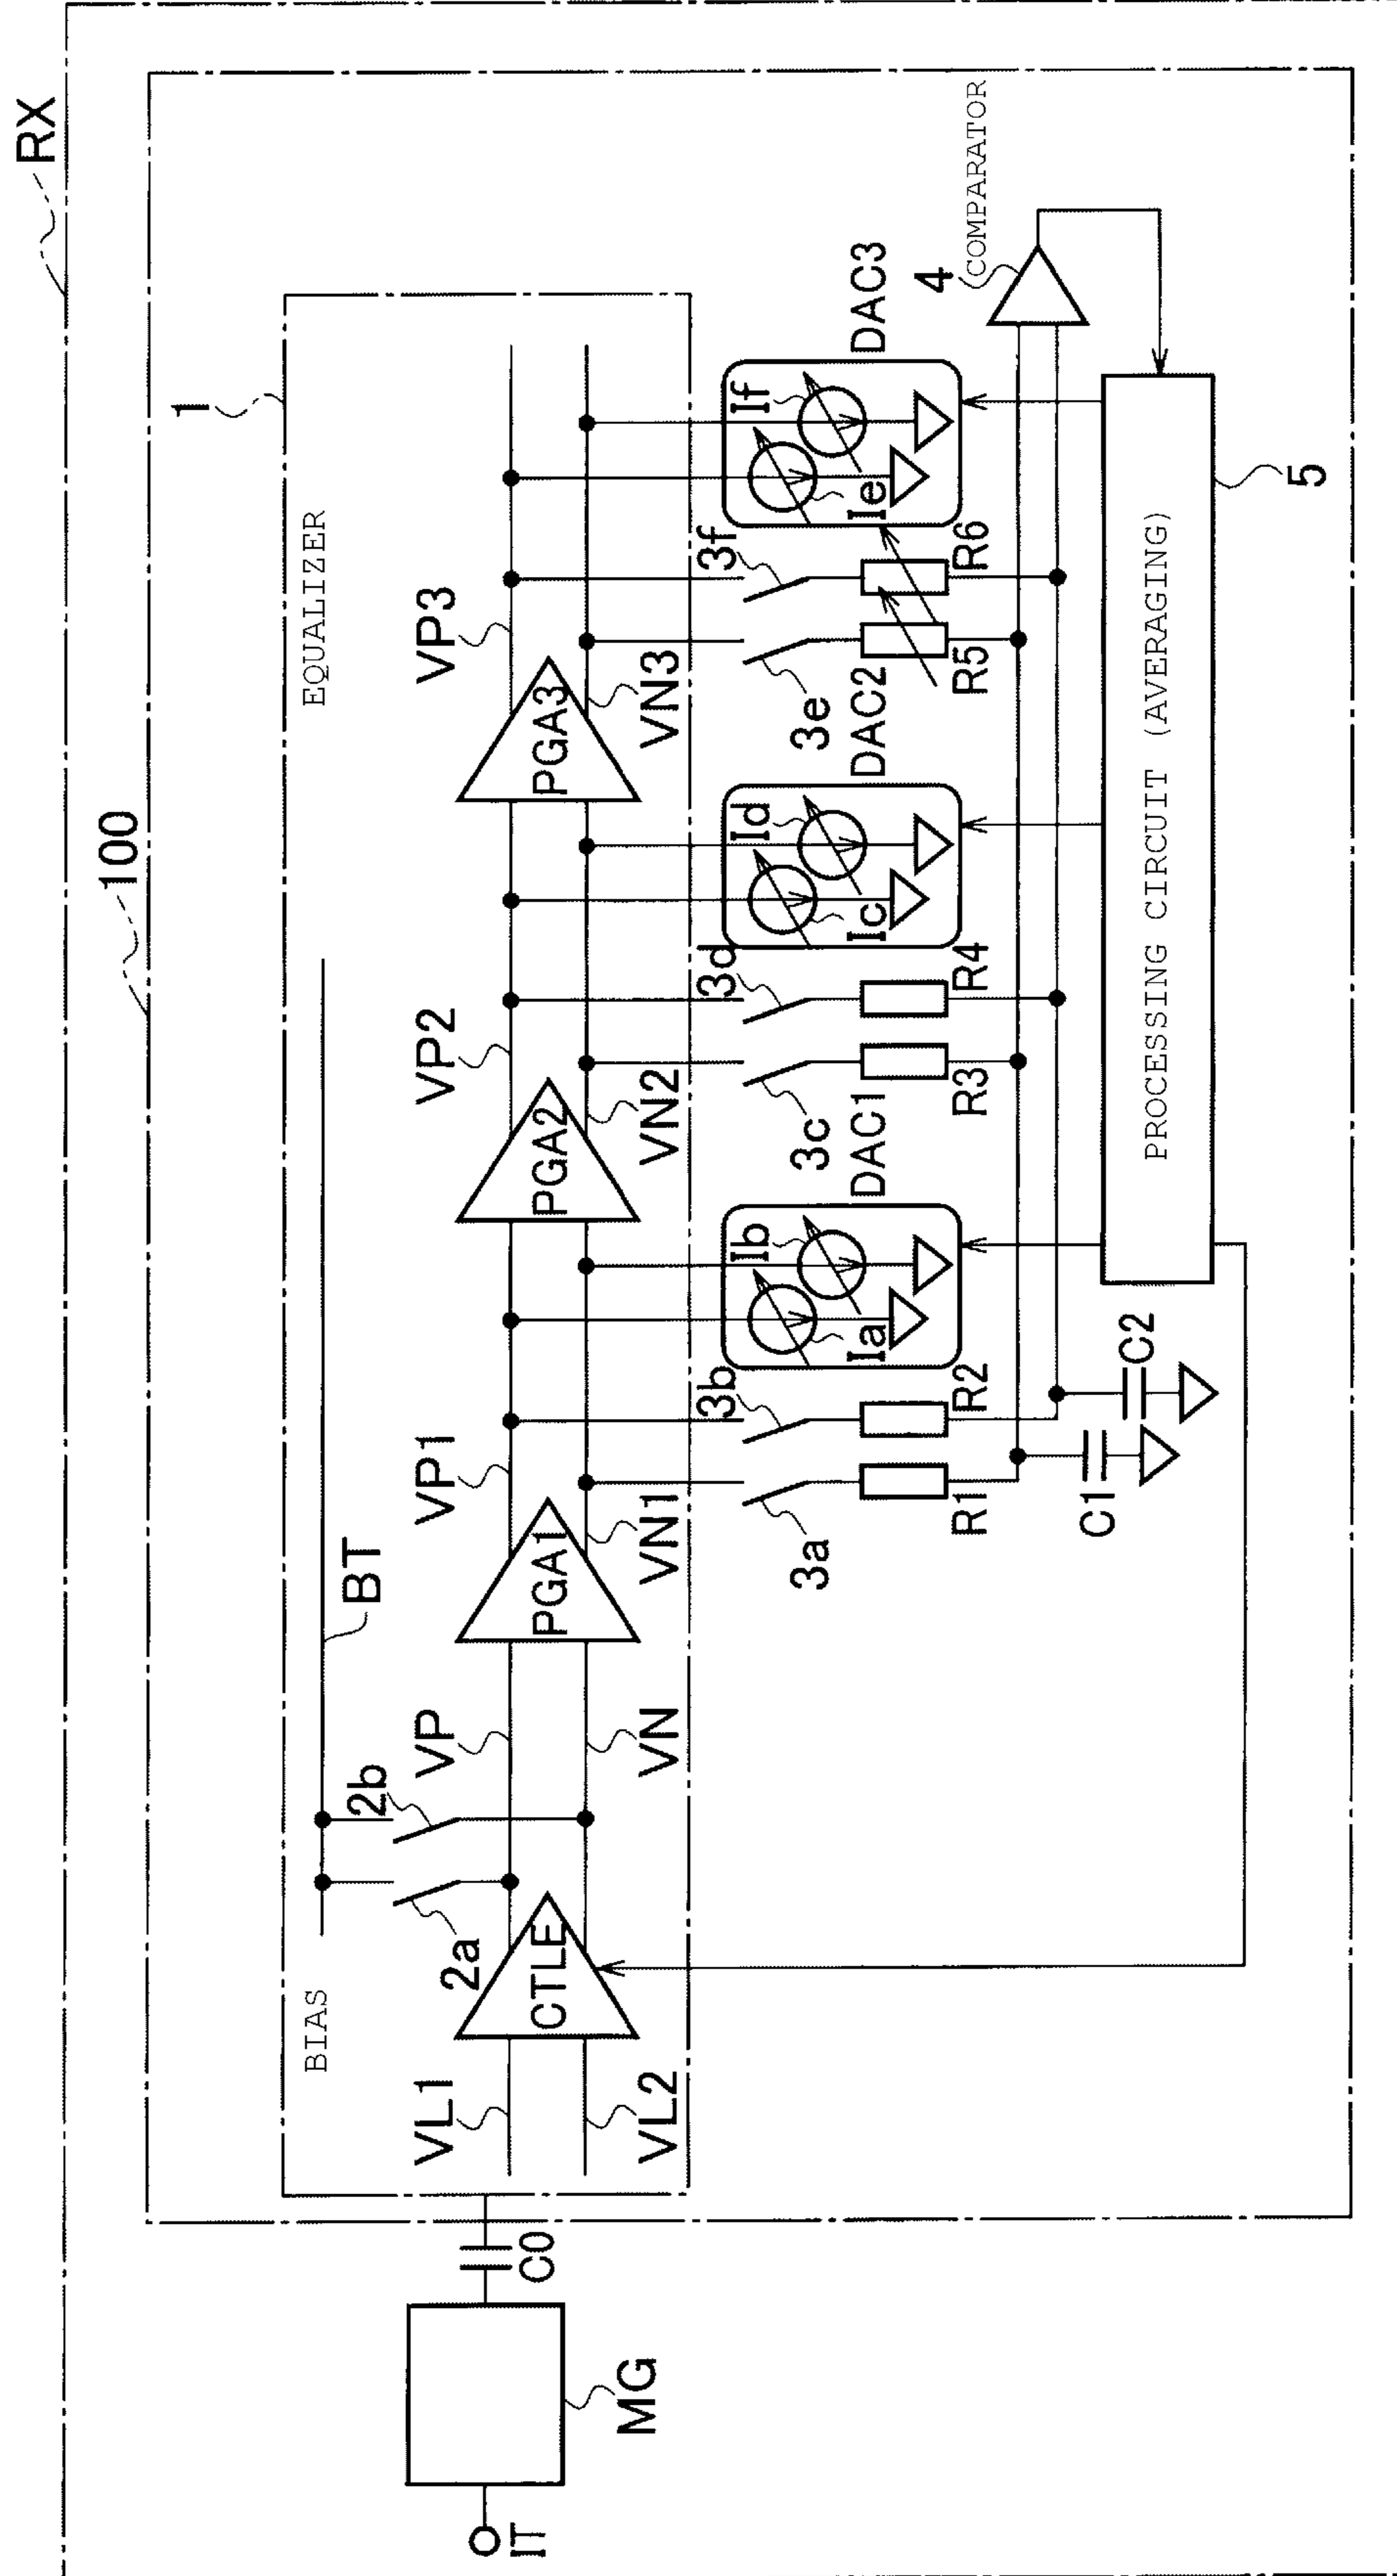 RX
100
1
EQUALIZER
BIAS
BT
2a
2b
VL1
VL2
CTLE
VP
VN
PGA1
VP1
VN1
PGA2
VP2
VN2
PGA3
VP3
VN3
IT
MG
C0
3a
3b
R1
R2
Ia
Ib
DAC1
3c
3d
R3
R4
Ic
Id
DAC2
3e
3f
R5
R6
Ie
If
DAC3
4
COMPARATOR
C1
C2
PROCESSING CIRCUIT (AVERAGING)
5